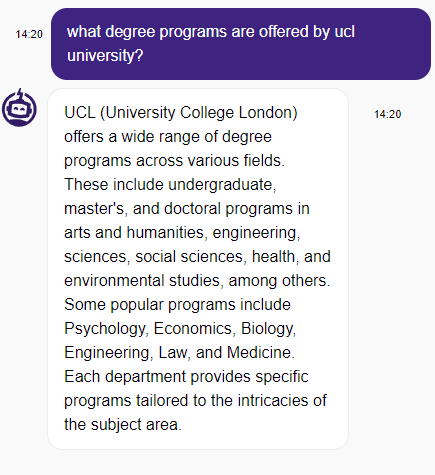 14:20
what degree programs are offered by ucl
university?
UCL (University College London)
14:20
offers a wide range of degree
programs across various fields.
These include undergraduate,
master's, and doctoral programs in
arts and humanities, engineering,
sciences, social sciences, health, and
environmental studies, among others.
Some popular programs include
Psychology, Economics, Biology,
Engineering, Law, and Medicine.
Each department provides specific
programs tailored to the intricacies of
the subject area.